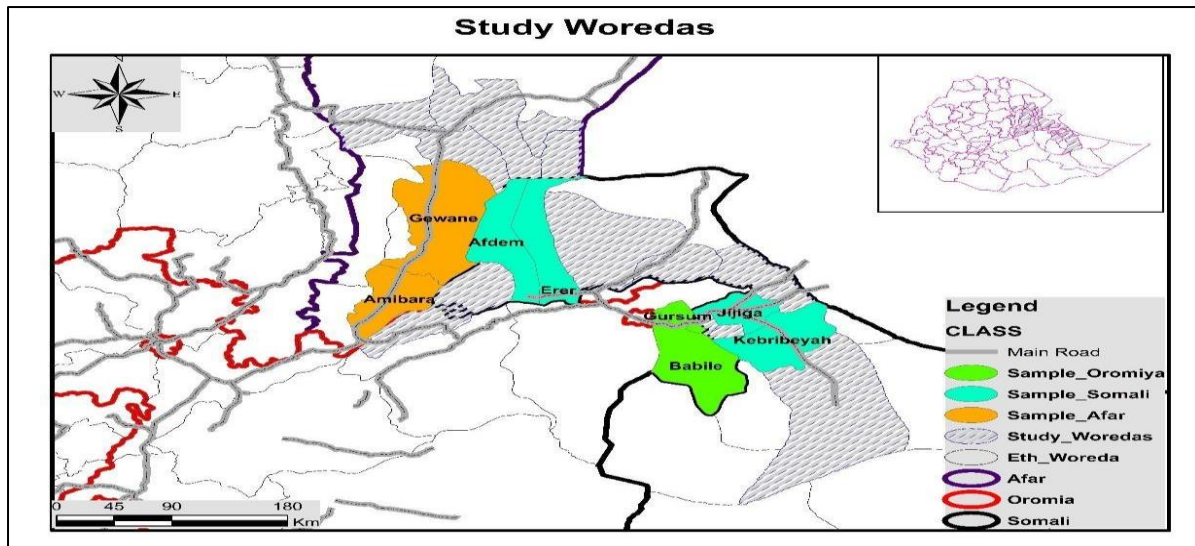 Study Woredas
N
W E
S
Gewane
Afdem
Amibara
Erer
Gursum
Jijiga
Kebribeyah
Babile
Legend
CLASS
Main Road
Sample_Oromiya
Sample_Somali
Sample_Afar
Study_Woredas
Eth_Woreda
Afar
Oromia
Somali
0 45 90 180
Km